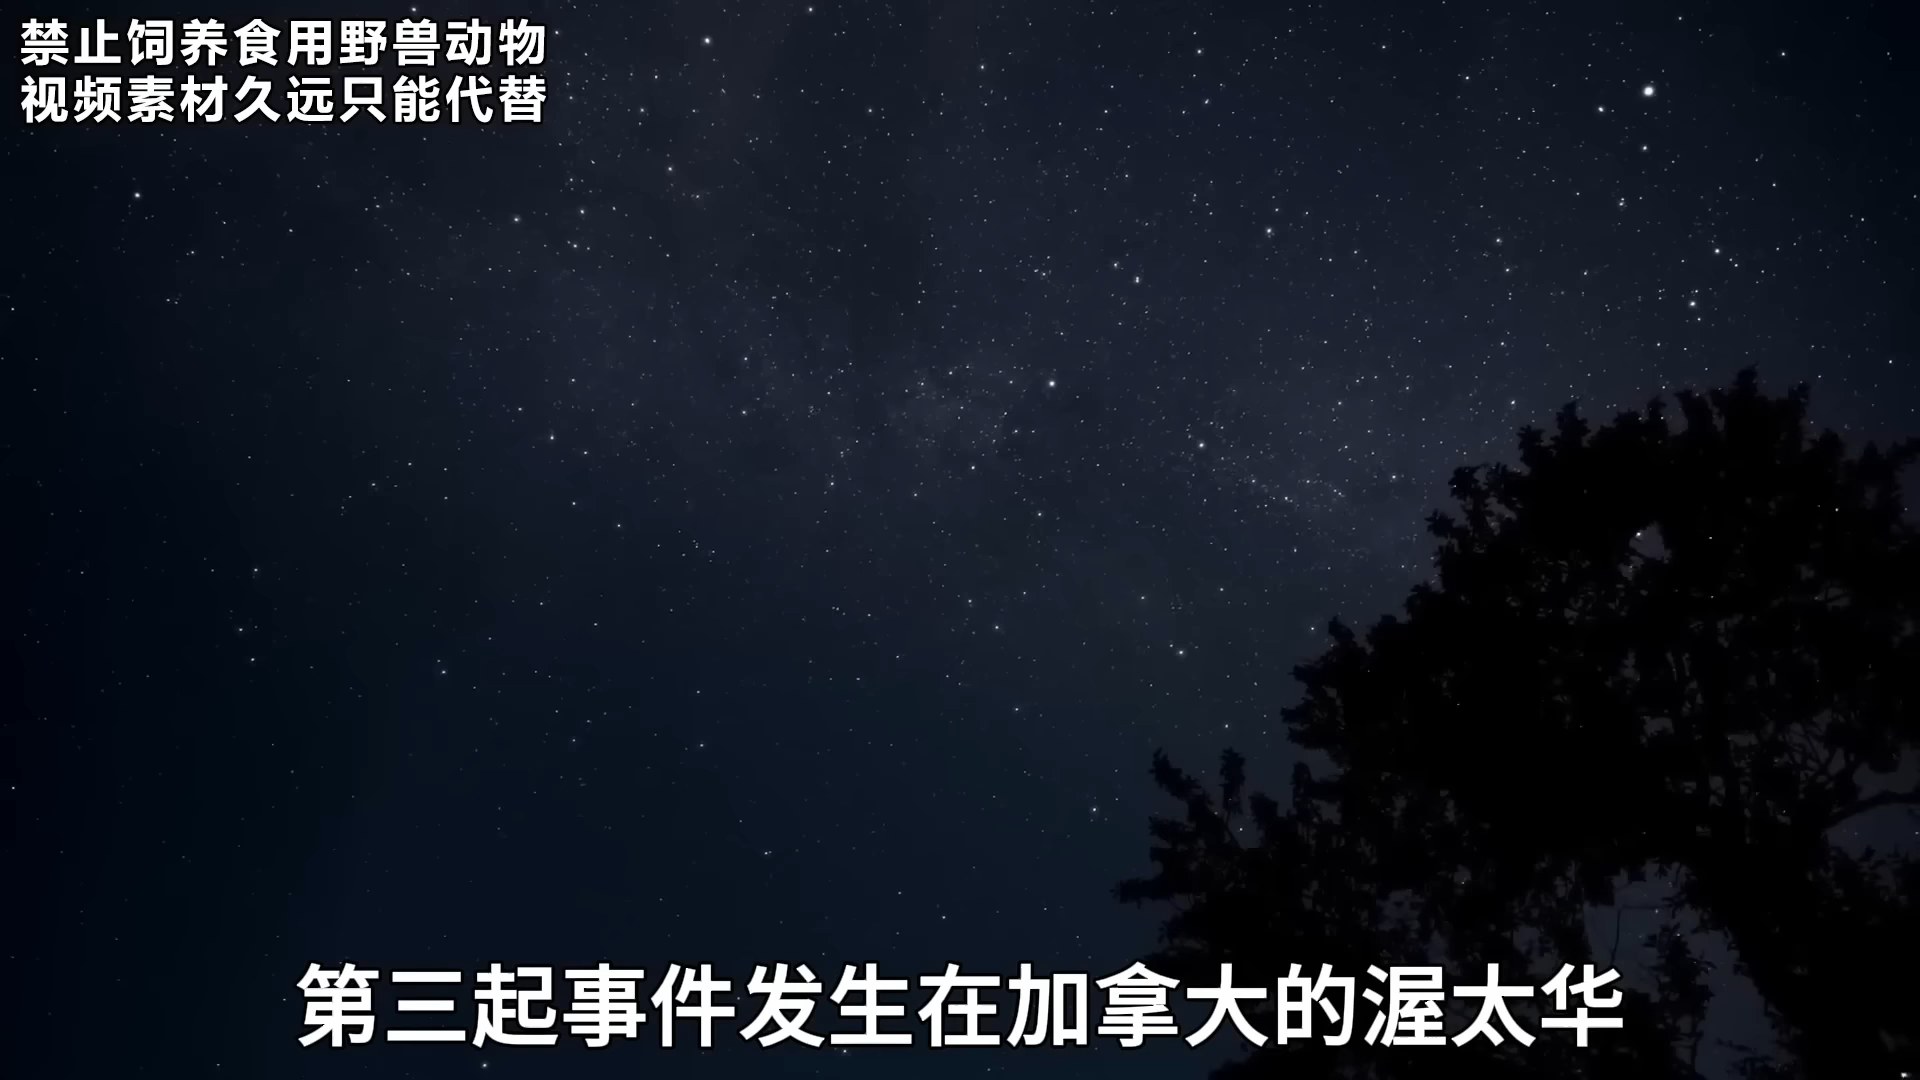 禁止饲养食用野兽动物
视频素材久远只能代替
第三起事件发生在加拿大的渥太华